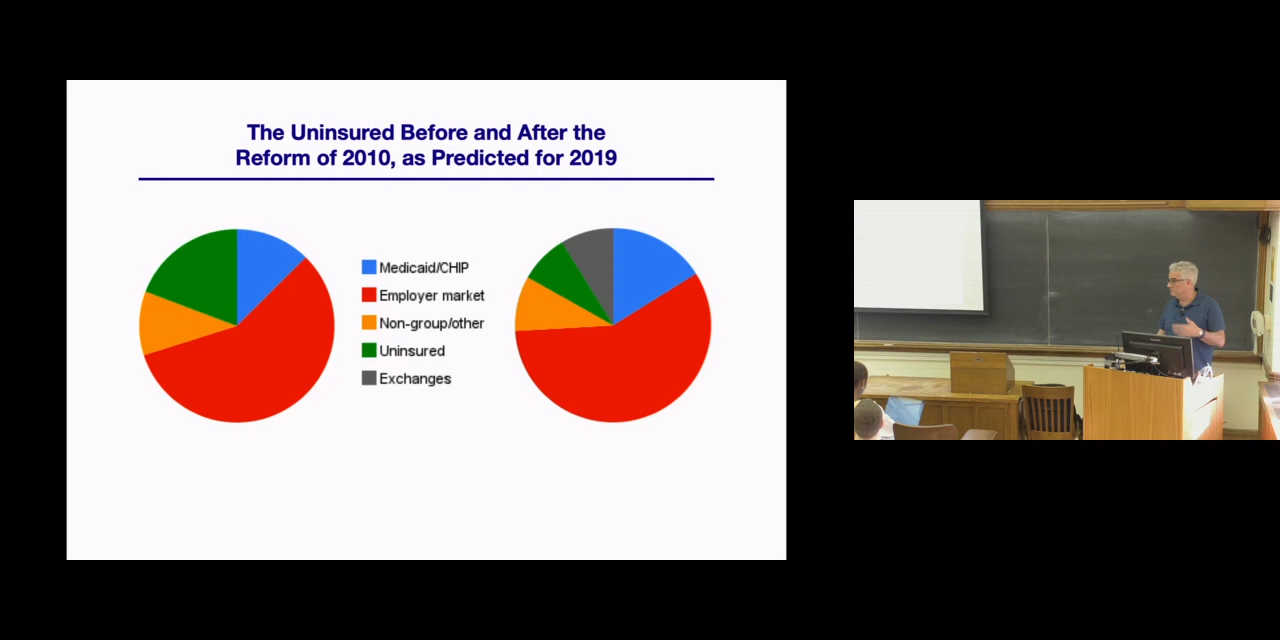 The Uninsured Before and After the
Reform of 2010, as Predicted for 2019
Medicaid/CHIP
Employer market
Non-group/other
Uninsured
Exchanges